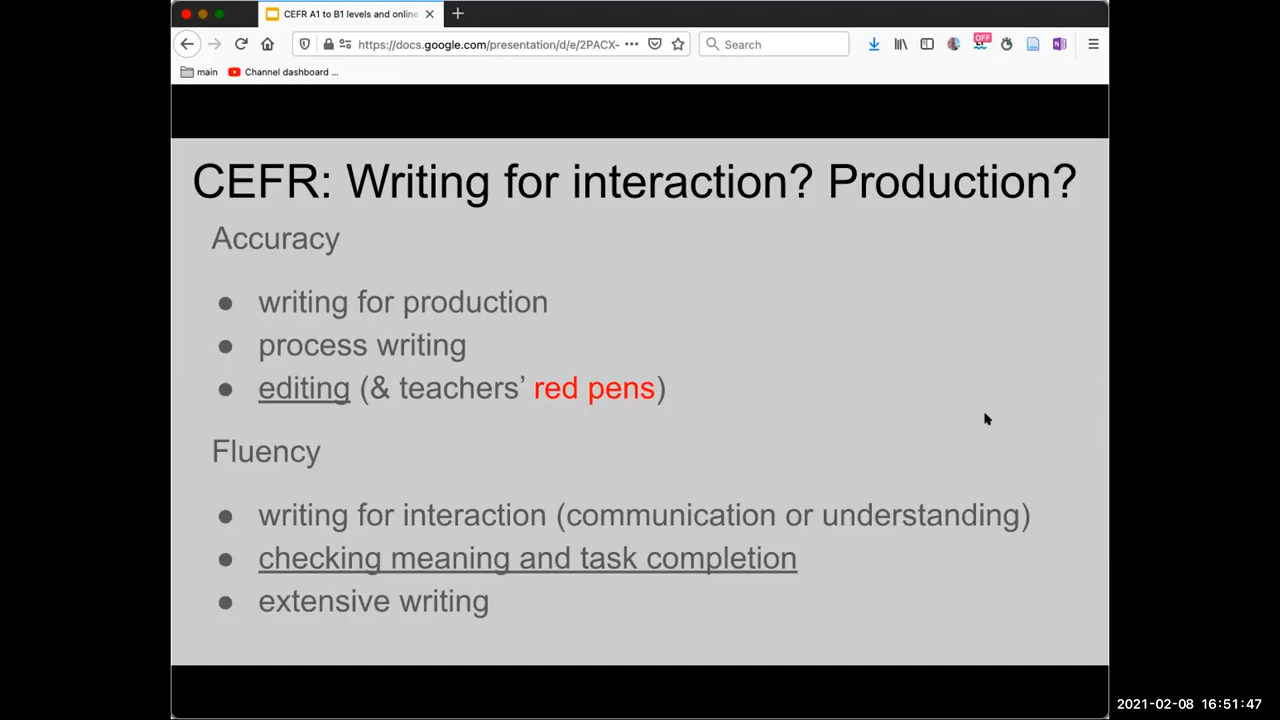 CEFR A1 to B1 levels and online
https://docs.google.com/presentation/d/e/2PACX-
Search
OFF
main
Channel dashboard ...
CEFR: Writing for interaction? Production?
Accuracy
● writing for production
● process writing
● editing (& teachers’ red pens)
Fluency
● writing for interaction (communication or understanding)
● checking meaning and task completion
● extensive writing
2021-02-08 16:51:47